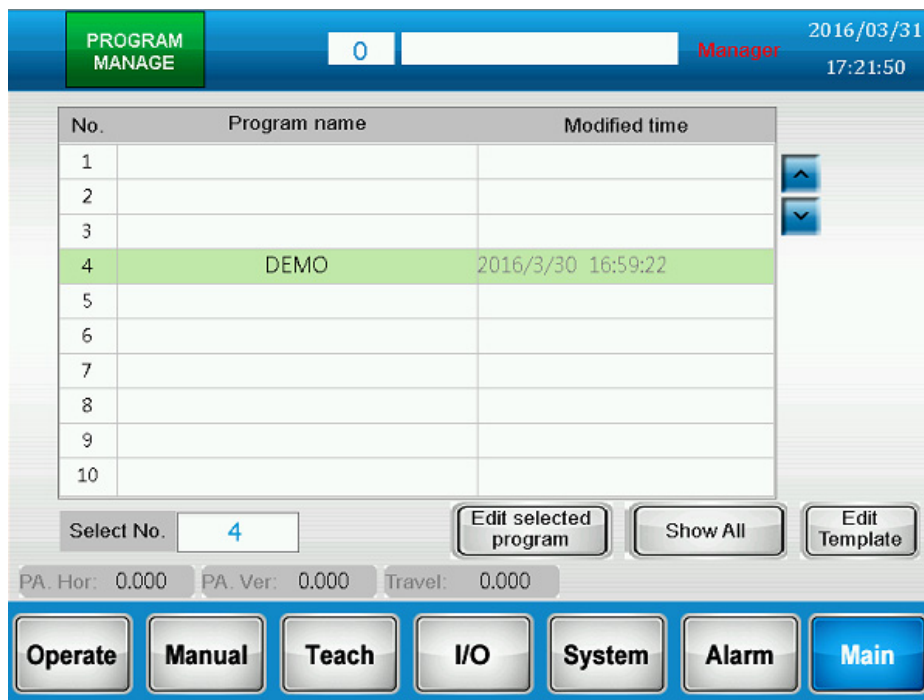 PROGRAM
MANAGE
0
Manager
2016/03/31
17:21:50
No. Program name Modified time
1
2
3
4 DEMO 2016/3/30 16:59:22
5
6
7
8
9
10
Select No. 4
Edit selected
program
Show All
Edit
Template
PA. Hor: 0.000 PA. Ver: 0.000 Travel: 0.000
Operate Manual Teach I/O System Alarm Main